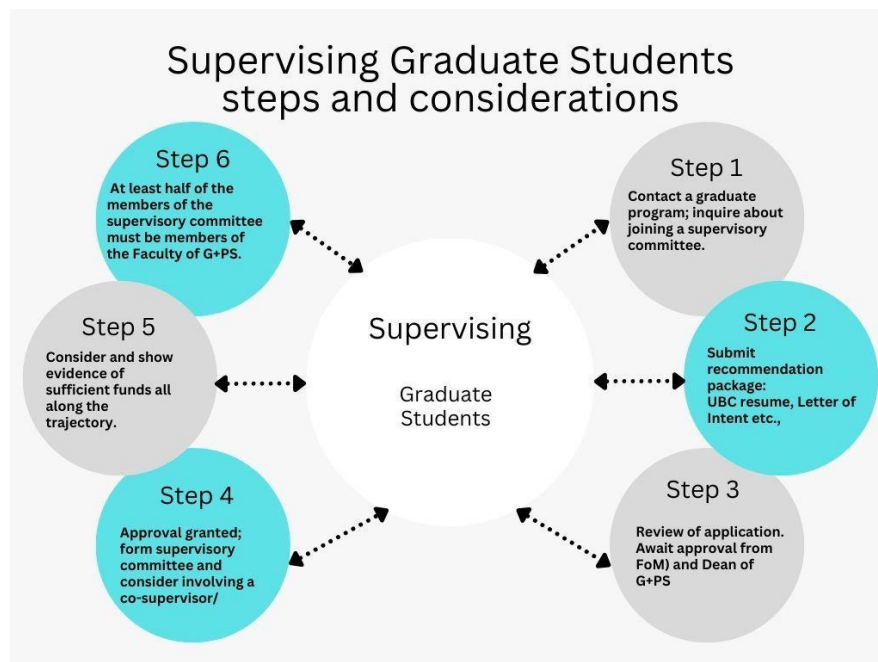 Supervising Graduate Students
steps and considerations
Step 1
Contact a graduate
program; inquire about
joining a supervisory
committee.
Step 2
Submit
recommendation
package:
UBC resume, Letter of
Intent etc.,
Step 3
Review of application.
Await approval from
FoM) and Dean of
G+PS
Step 4
Approval granted;
form supervisory
committee and
consider involving a
co-supervisor/
Step 5
Consider and show
evidence of
sufficient funds all
along the
trajectory.
Step 6
At least half of the
members of the
supervisory committee
must be members of
the Faculty of G+PS.
Supervising
Graduate
Students